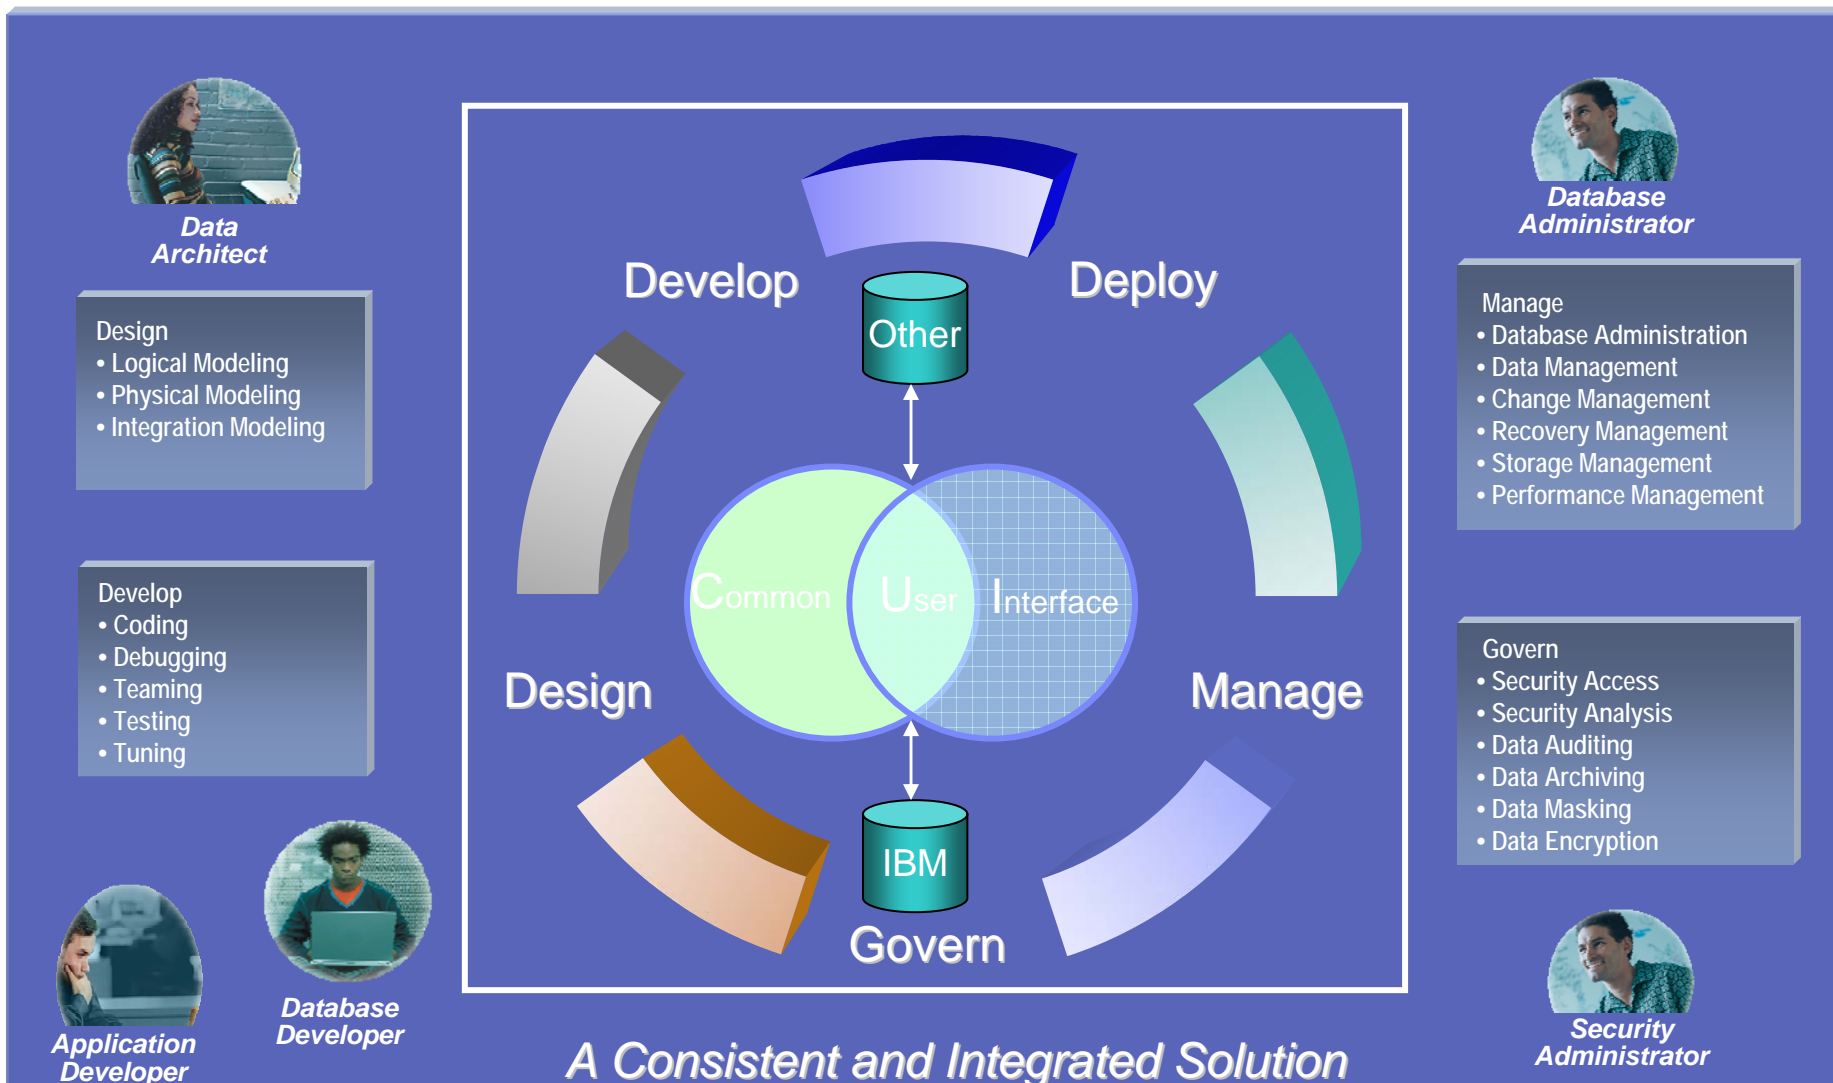 Data
Architect
Design
• Logical Modeling
• Physical Modeling
• Integration Modeling
Develop
• Coding
• Debugging
• Teaming
• Testing
• Tuning
Database
Developer
Application
Developer
Develop
Deploy
Other
Common User Interface
Design
Manage
IBM
Govern
A Consistent and Integrated Solution
Database
Administrator
Manage
• Database Administration
• Data Management
• Change Management
• Recovery Management
• Storage Management
• Performance Management
Govern
• Security Access
• Security Analysis
• Data Auditing
• Data Archiving
• Data Masking
• Data Encryption
Security
Administrator